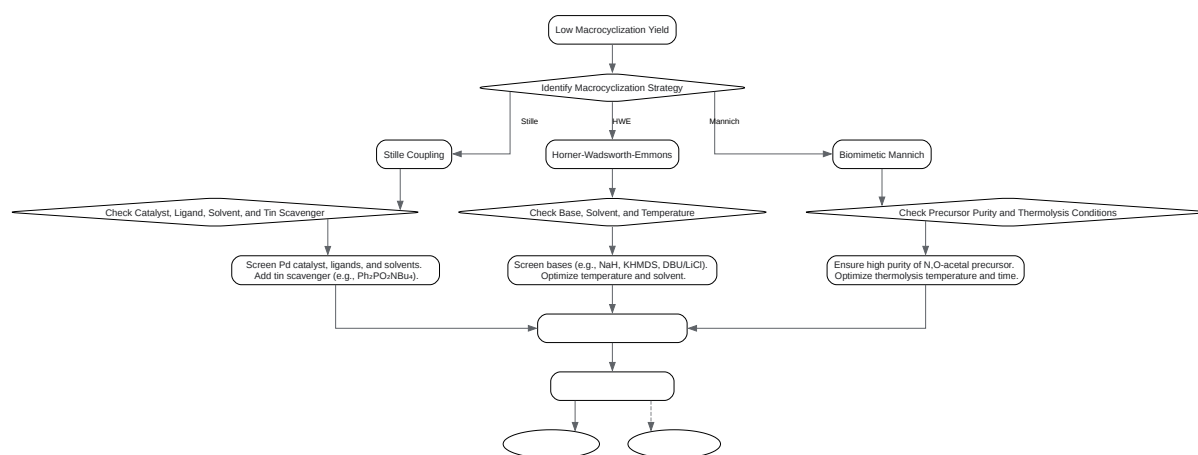 Low Macrocyclization Yield
Identify Macrocyclization Strategy
Stille
HWE
Mannich
Stille Coupling
Horner-Wadsworth-Emmons
Biomimetic Mannich
Check Catalyst, Ligand, Solvent, and Tin Scavenger
Check Base, Solvent, and Temperature
Check Precursor Purity and Thermolysis Conditions
Screen Pd catalyst, ligands, and solvents.
Add tin scavenger (e.g., Ph₂PO₂NBu₄).
Screen bases (e.g., NaH, KHMDS, DBU/LiCl).
Optimize temperature and solvent.
Ensure high purity of N,O-acetal precursor.
Optimize thermolysis temperature and time.